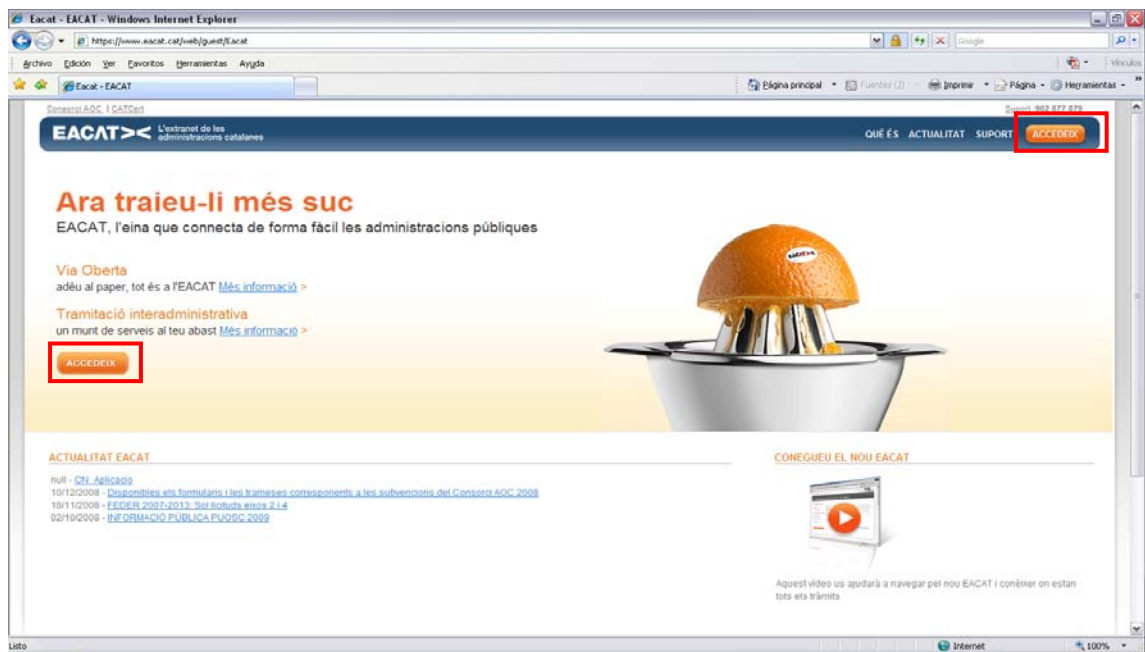 Eacat - EACAT - Windows Internet Explorer
https://www.eacat.cat/web/guest/Eacat
Google
Archivo Edición Ver Favoritos Herramientas Ayuda
Vínculos
Eacat - EACAT
Página principal Fuentes (J) Imprimir Página Herramientas
Consorci AOC | CATCert
Suport 902 877 879
EACAT
L'extranet de les
administracions catalanes
QUÈ ÉS ACTUALITAT SUPORT ACCEDEIX
Ara traieu-li més suc
EACAT, l'eina que connecta de forma fàcil les administracions públiques
EACAT
Via Oberta
adéu al paper, tot és a l'EACAT Més informació >
Tramitació interadministrativa
un munt de serveis al teu abast Més informació >
ACCEDEIX
ACTUALITAT EACAT
null - CN_Aplicacio
10/12/2008 - Disponibles els formularis i les trameses corresponents a les subvencions del Consorci AOC 2008
18/11/2008 - FEDER 2007-2013: Sol·licituds eixos 2 i 4
02/10/2008 - INFORMACIÓ PÚBLICA PUOSC 2009
CONEGUEU EL NOU EACAT
Aquest vídeo us ajudarà a navegar pel nou EACAT i conèixer on estan
tots els tràmits
Listo
Internet
100%